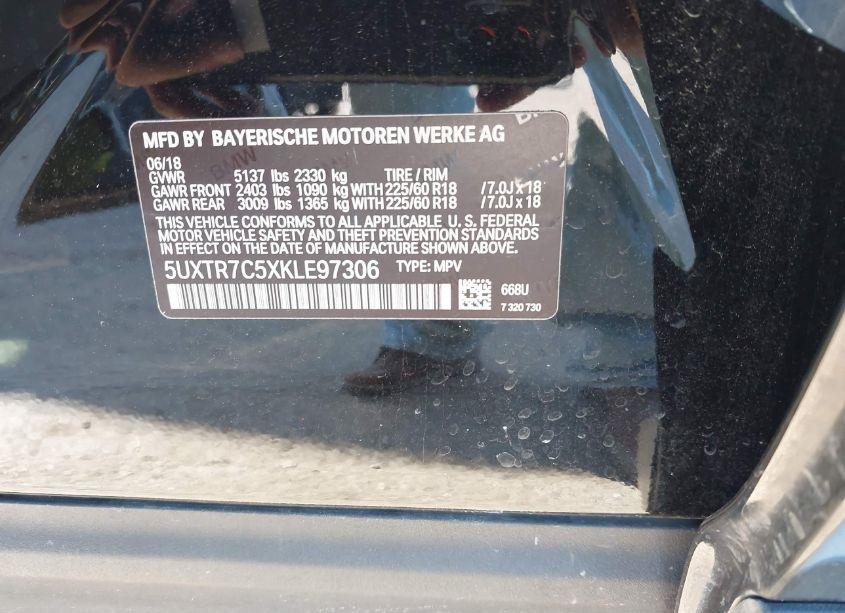 MFD BY BAYERISCHE MOTOREN WERKE AG
06/18
GVWR 5137 lbs 2330 kg TIRE / RIM
GAWR FRONT 2403 lbs 1090 kg WITH 225/60 R18 /7.0J x 18
GAWR REAR 3009 lbs 1365 kg WITH 225/60 R18 /7.0J x 18
THIS VEHICLE CONFORMS TO ALL APPLICABLE U. S. FEDERAL
MOTOR VEHICLE SAFETY AND THEFT PREVENTION STANDARDS
IN EFFECT ON THE DATE OF MANUFACTURE SHOWN ABOVE.
5UXTR7C5XKLE97306 TYPE: MPV
668U
7 320 730